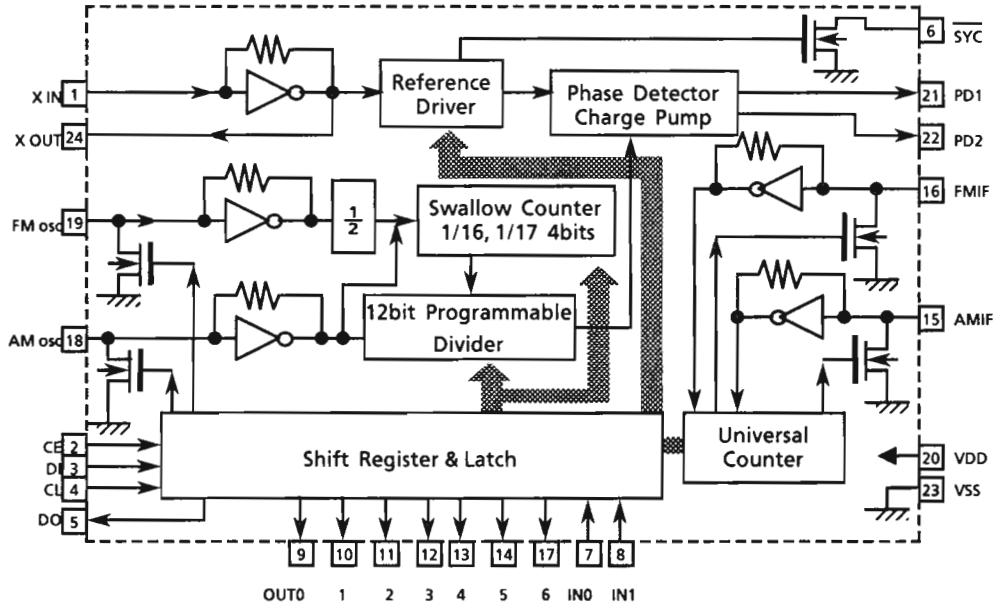 6
SYC
X IN 1
Reference
Driver
Phase Detector
Charge Pump
21 PD1
X OUT 24
22 PD2
FM osc 19
1
2
Swallow Counter
1/16, 1/17 4bits
16 FMIF
AM osc 18
12bit Programmable
Divider
15 AMIF
CE 2
DI 3
CL 4
DO 5
Shift Register & Latch
Universal
Counter
20 VDD
23 VSS
9 10 11 12 13 14 17 7 8
OUT0 1 2 3 4 5 6 IN0 IN1